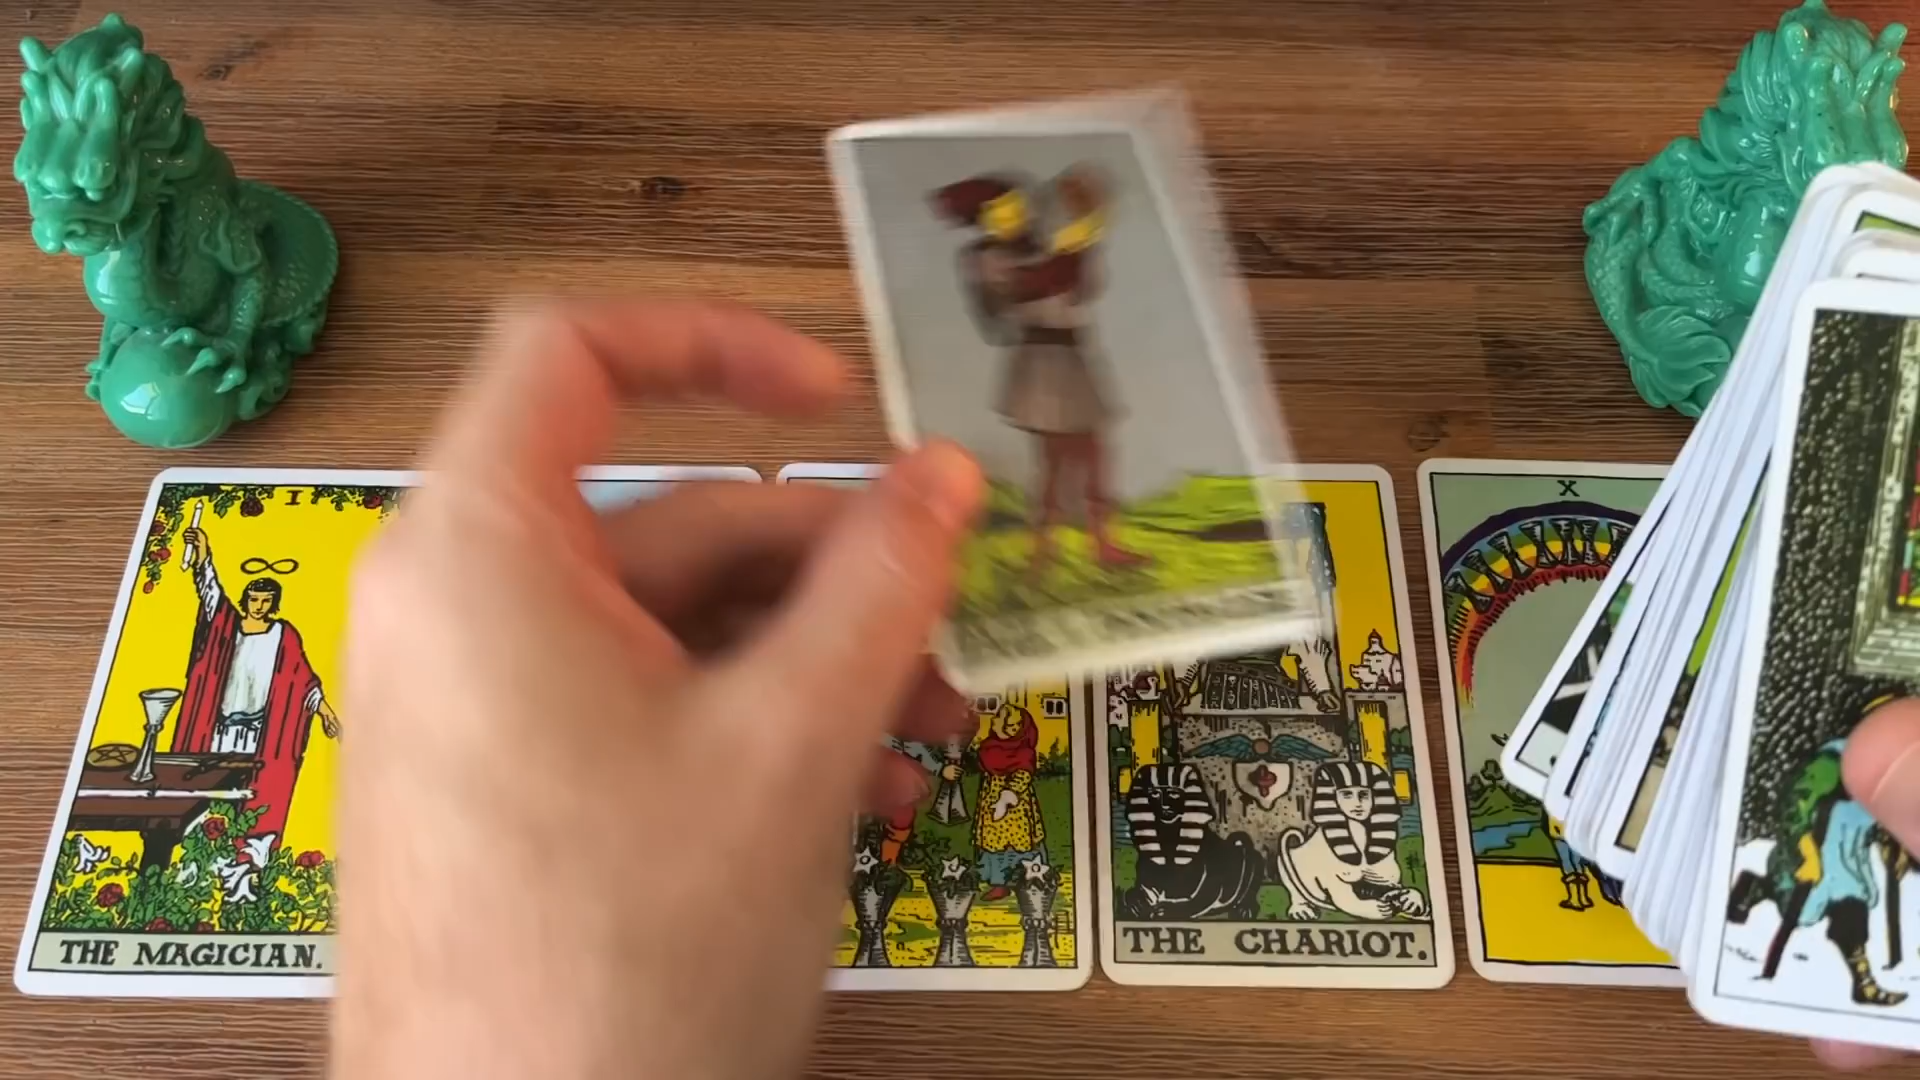 I
X
THE MAGICIAN.
THE CHARIOT.